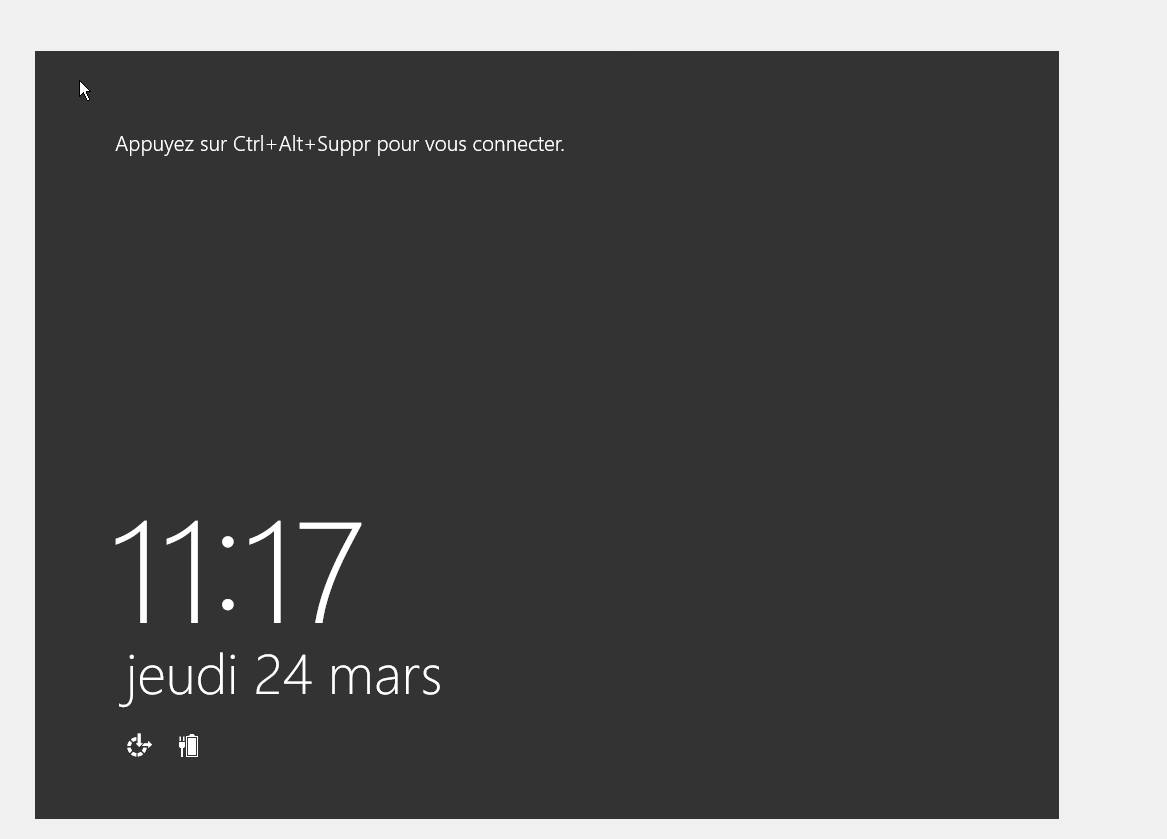 Appuyez sur Ctrl+Alt+Suppr pour vous connecter.
11:17
jeudi 24 mars